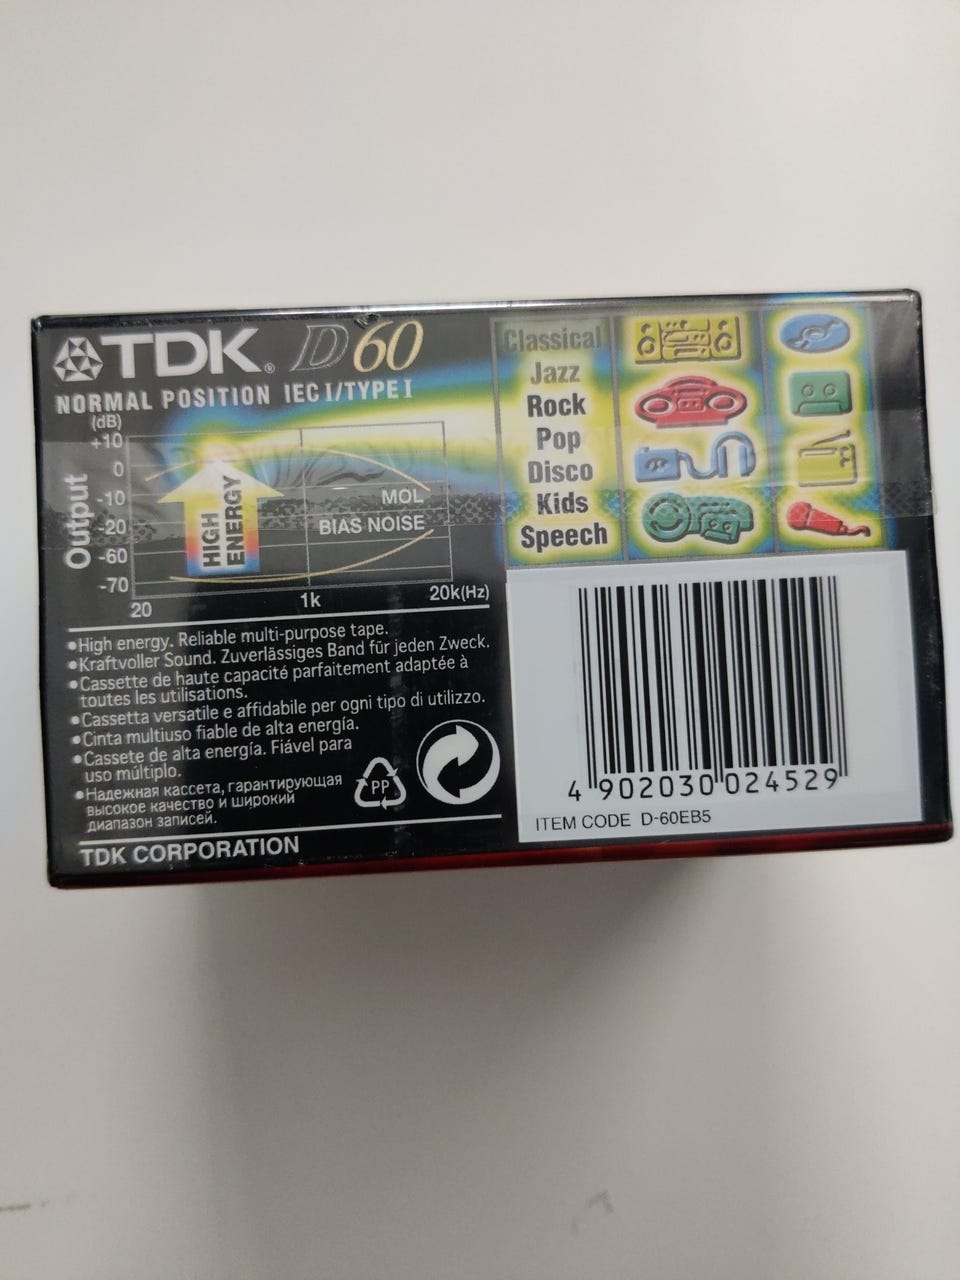 TDK® D60
NORMAL POSITION IEC I/TYPE I
(dB)
+10
0
-10
-20
-60
-70
Output
HIGH
ENERGY
MOL
BIAS NOISE
20 1k 20k(Hz)
•High energy. Reliable multi-purpose tape.
•Kraftvoller Sound. Zuverlässiges Band für jeden Zweck.
•Cassette de haute capacité parfaitement adaptée à
toutes les utilisations.
•Cassetta versatile e affidabile per ogni tipo di utilizzo.
•Cinta multiuso fiable de alta energía.
•Cassete de alta energía. Fiável para
uso múltiplo.
•Надежная кассета, гарантирующая
высокое качество и широкий
диапазон записей.
PP
TDK CORPORATION
Classical
Jazz
Rock
Pop
Disco
Kids
Speech
4 902030 024529
ITEM CODE D-60EB5